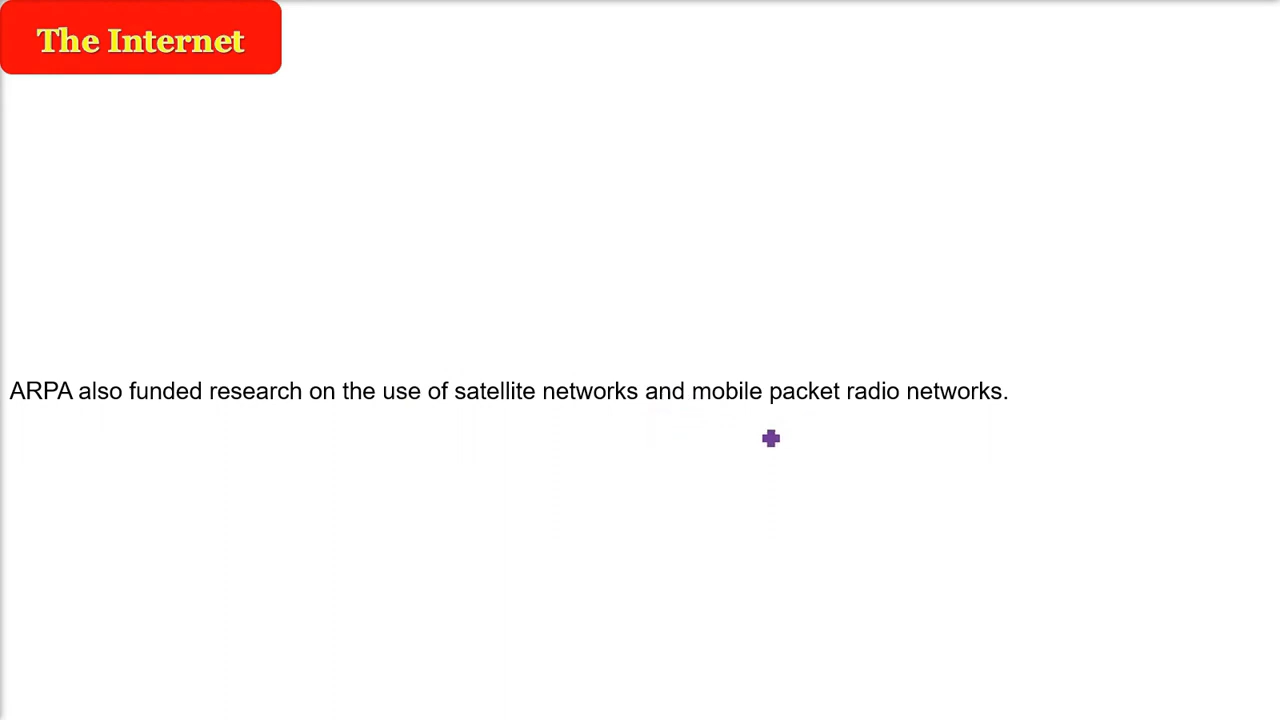 The Internet
ARPA also funded research on the use of satellite networks and mobile packet radio networks.